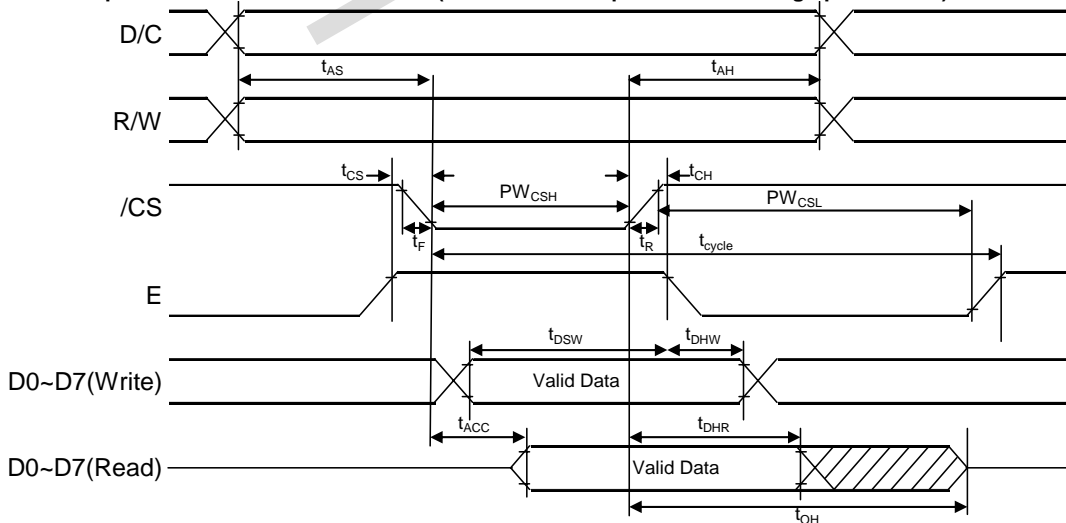 D/C
tAS
tAH
R/W
tCS
tCH
PWCSH
PWCSL
/CS
tF
tR
tcycle
E
tDSW
tDHW
D0~D7(Write)
Valid Data
tACC
tDHR
D0~D7(Read)
Valid Data
tOH